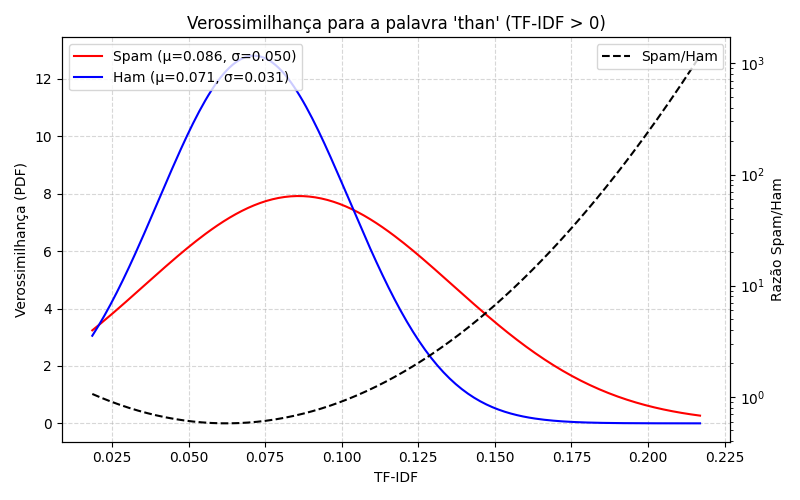 Verossimilhança para a palavra 'than' (TF-IDF > 0)
Spam (μ=0.086, σ=0.050)
Ham (μ=0.071, σ=0.031)
Spam/Ham
Verossimilhança (PDF)
12
10
8
6
4
2
0
10³
10²
10¹
10⁰
Razão Spam/Ham
0.025 0.050 0.075 0.100 0.125 0.150 0.175 0.200 0.225
TF-IDF